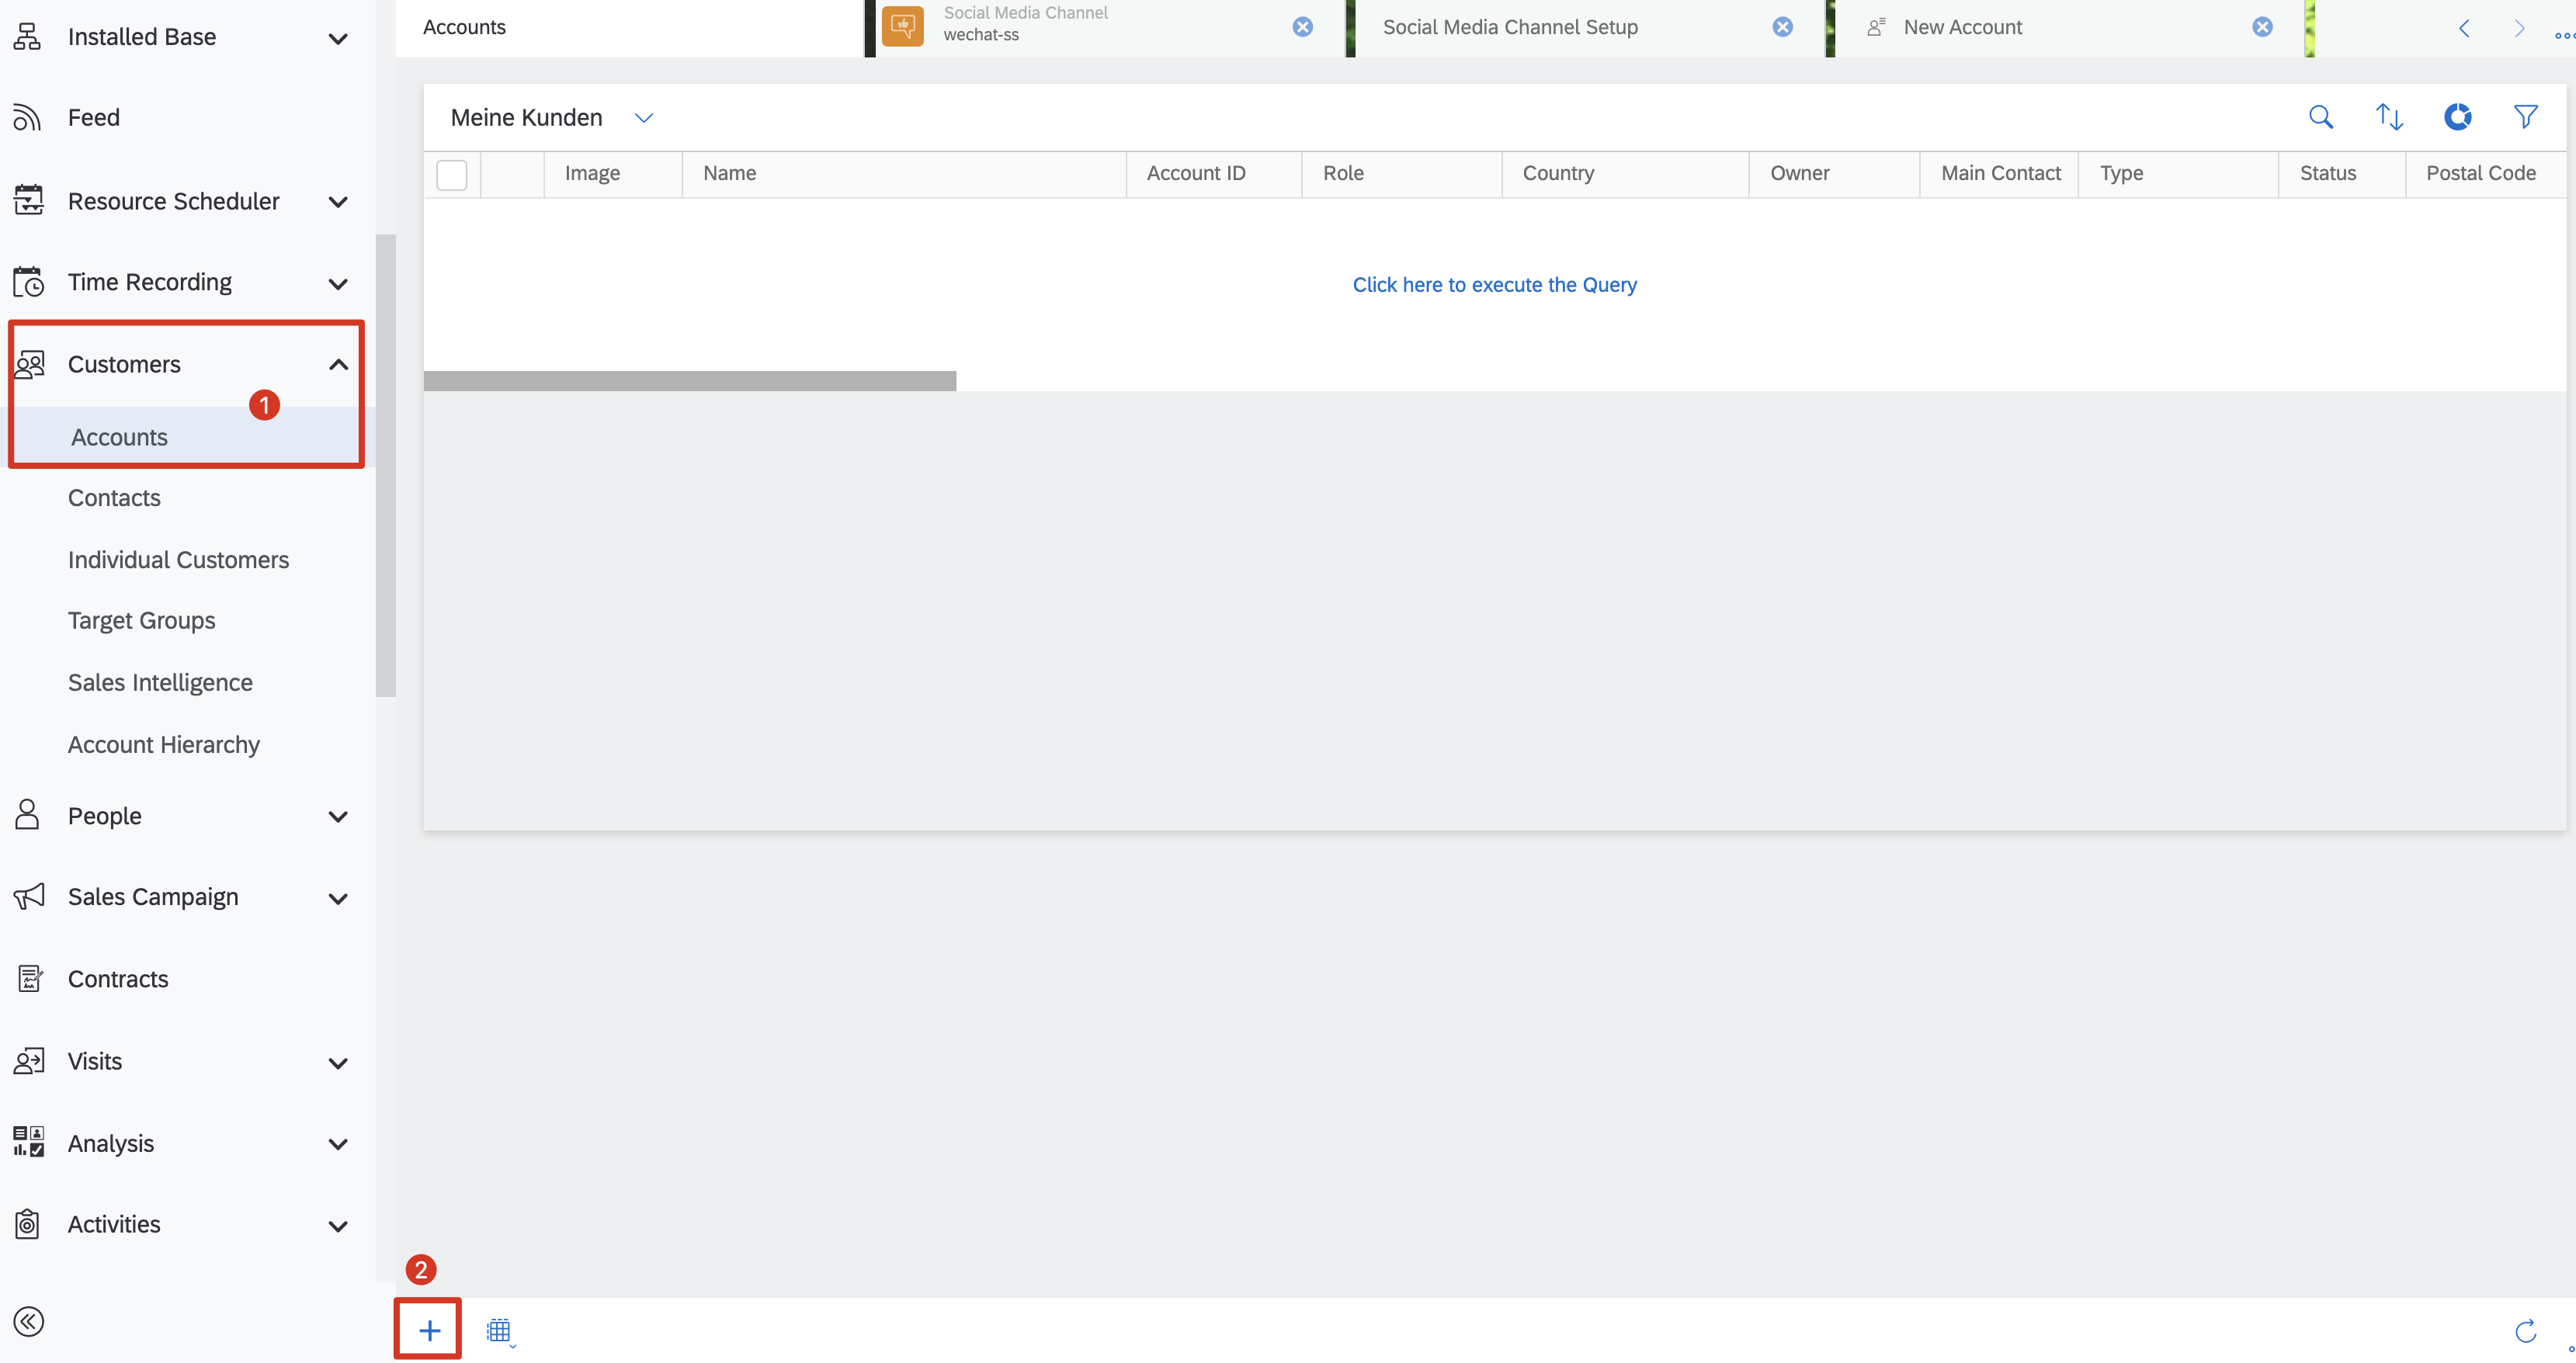 Installed Base
Feed
Resource Scheduler
Time Recording
Customers
1
Accounts
Contacts
Individual Customers
Target Groups
Sales Intelligence
Account Hierarchy
People
Sales Campaign
Contracts
Visits
Analysis
Activities
Accounts
Social Media Channel
wechat-ss
Social Media Channel Setup
New Account
Meine Kunden
Image Name Account ID Role Country Owner Main Contact Type Status Postal Code
Click here to execute the Query
2